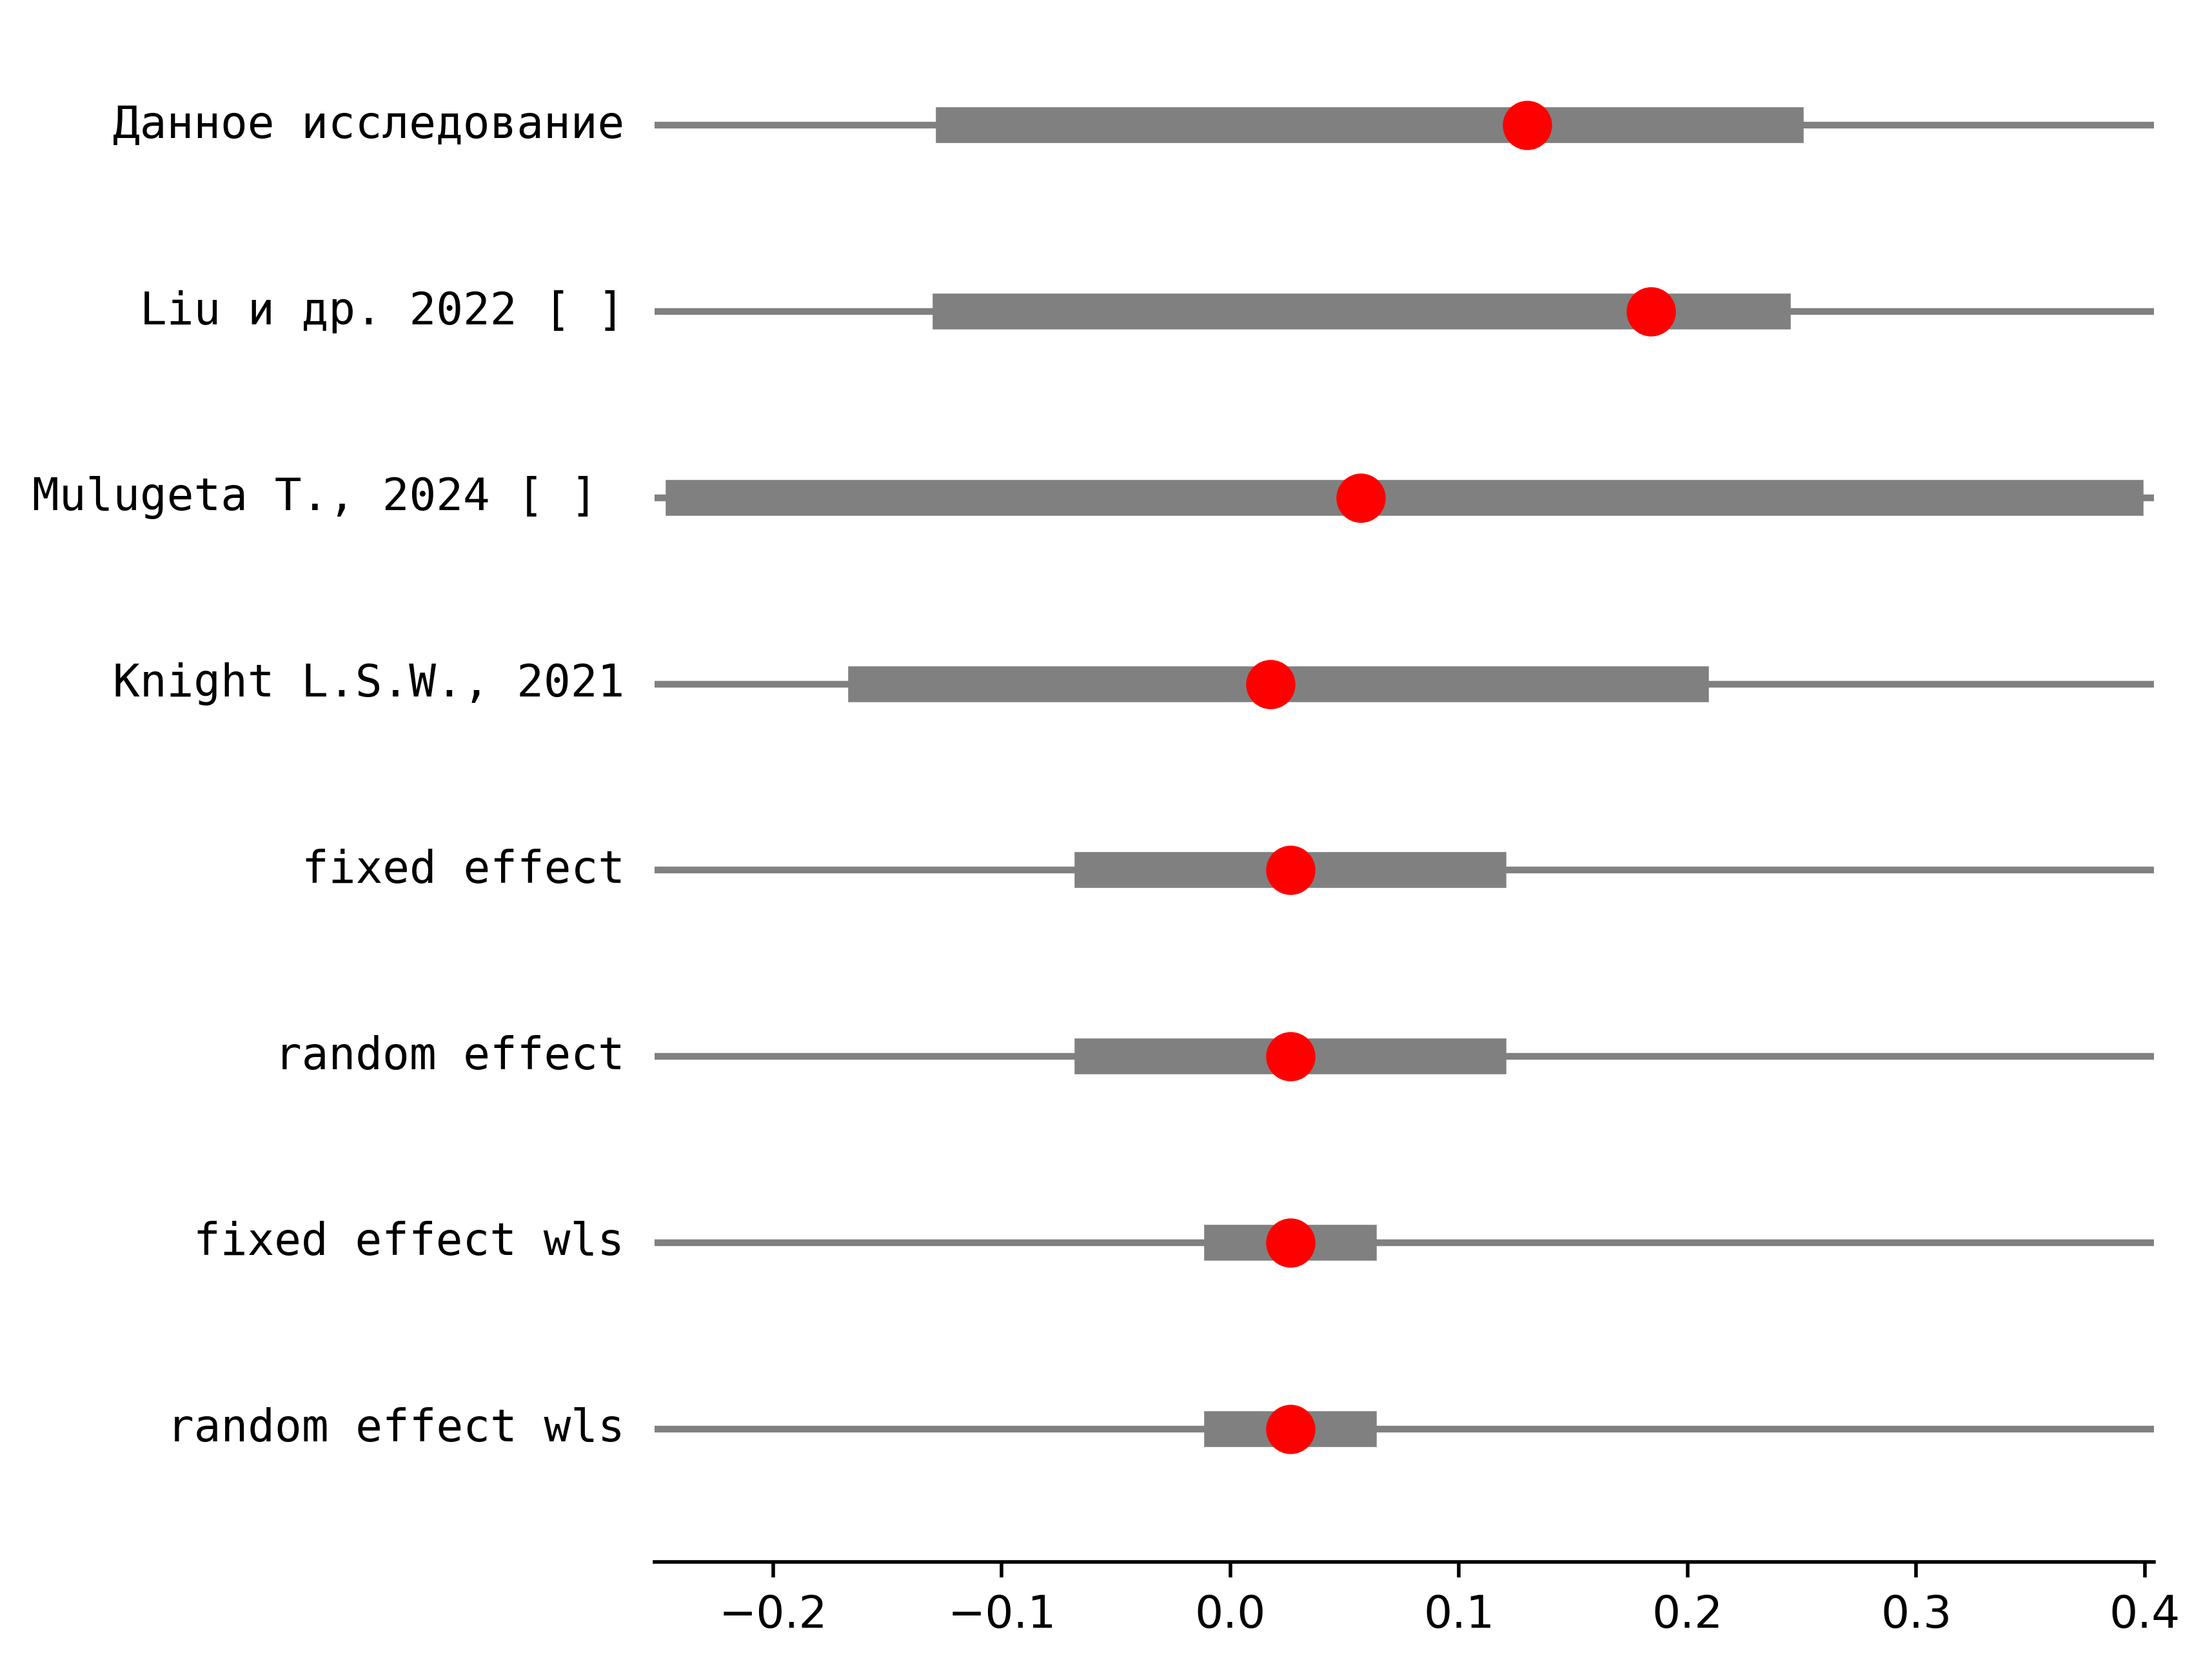 Данное исследование
Liu и др. 2022 [ ]
Mulugeta T., 2024 [ ]
Knight L.S.W., 2021
fixed effect
random effect
fixed effect wls
random effect wls
−0.2 −0.1 0.0 0.1 0.2 0.3 0.4